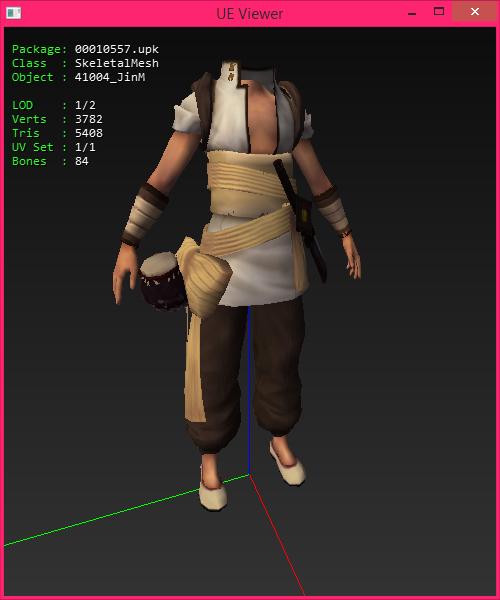 UE Viewer
Package: 00010557.upk
Class  : SkeletalMesh
Object : 41004_JinM
LOD    : 1/2
Verts  : 3782
Tris   : 5408
UV Set : 1/1
Bones  : 84